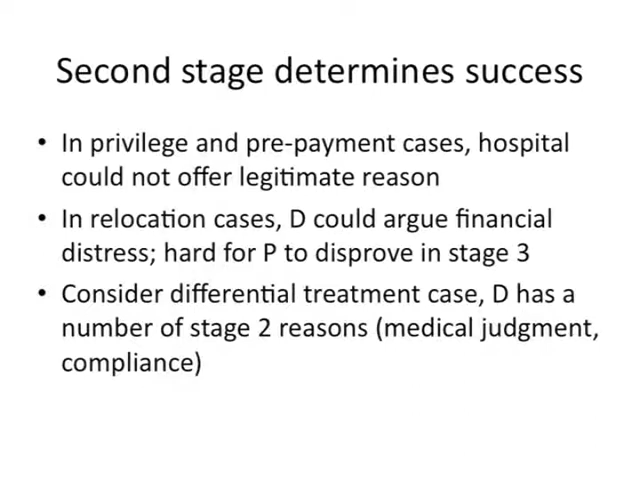 Second stage determines success
• In privilege and pre-payment cases, hospital
could not offer legitimate reason
• In relocation cases, D could argue financial
distress; hard for P to disprove in stage 3
• Consider differential treatment case, D has a
number of stage 2 reasons (medical judgment,
compliance)